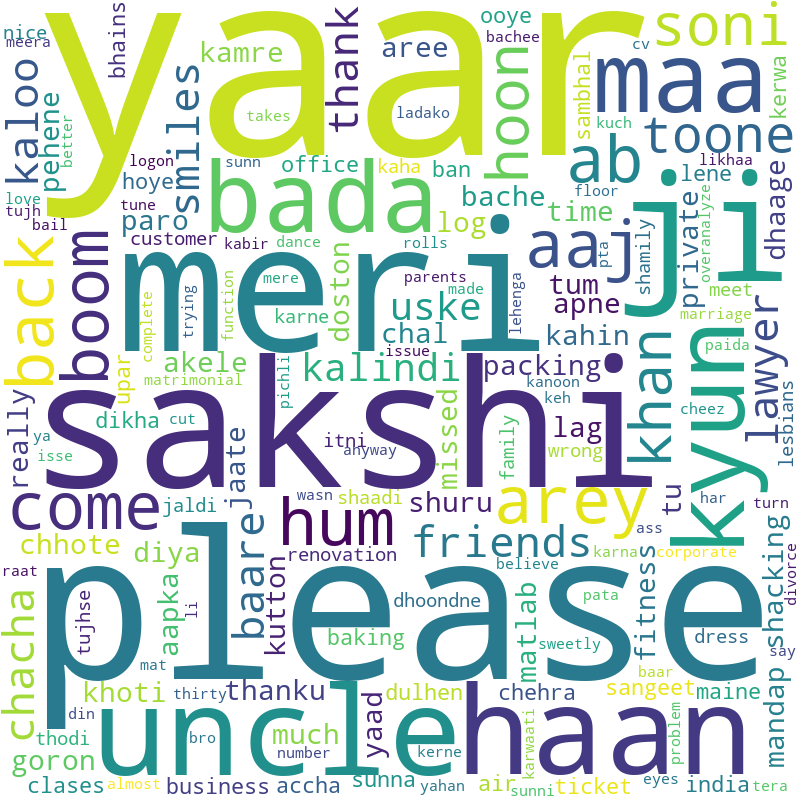 yaar
nice
meera
bhains
kamre
thank
aree
ooye
bachee
cv
soni
maa
sambhal
kuch
kerwa
toone
likhaa
kaloo
pehene
better
smiles
takes
ladako
hoon
ab
love
tujh
bail
logon
tune
hoye
paro
sunn
office
kaha
ban
bache
floor
lene
dhaage
overanalyze
bada
log
time
customer
kabir
dance
rolls
aaj
pta
shamily
private
ji
back
boom
meri
mere
parents
made
lehenga
tum
apne
meet
complete
trying
function
karne
doston
uske
chal
kahin
marriage
upar
akele
issue
kalindi
packing
khan
kyun
lawyer
paida
matrimonial
pichli
kanoon
keh
cheez
lesbians
really
ya
isse
dikha
cut
itni
anyway
sakshi
missed
family
lag
wrong
har
come
jaldi
jaate
wasn
shaadi
shuru
arey
tu
turn
ass
hum
friends
chhote
diya
baare
renovation
believe
karna
corporate
divorce
raat
chacha
tujhse
li
aapka
kutton
please
dhoondne
matlab
pata
fitness
dress
mandap
shacking
say
mat
baking
sweetly
baar
khoti
thirty
thanku
yaad
dulhen
chehra
sangeet
maine
din
uncle
haan
thodi
bro
much
number
kerne
karwaati
problem
goron
clases
almost
business
accha
sunna
yahan
air
sunni
ticket
eyes
india
tera